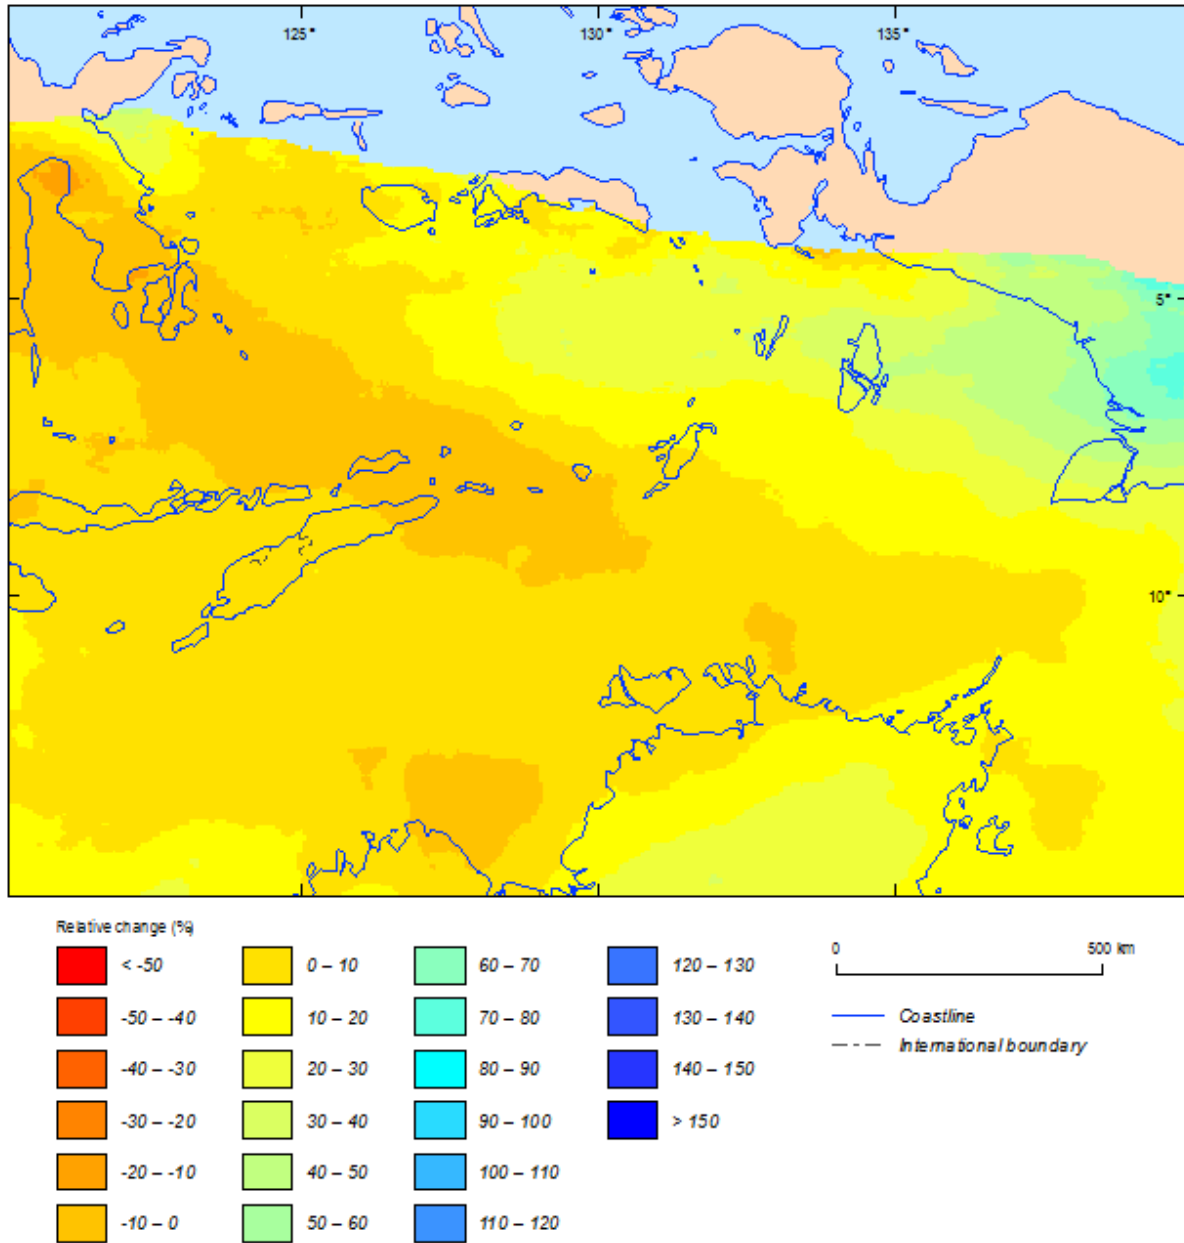 125°
130°
135°
5°
10°
Relative change (%)
< -50
-50 – -40
-40 – -30
-30 – -20
-20 – -10
-10 – 0
0 – 10
10 – 20
20 – 30
30 – 40
40 – 50
50 – 60
60 – 70
70 – 80
80 – 90
90 – 100
100 – 110
110 – 120
120 – 130
130 – 140
140 – 150
> 150
0 500 km
Coastline
International boundary